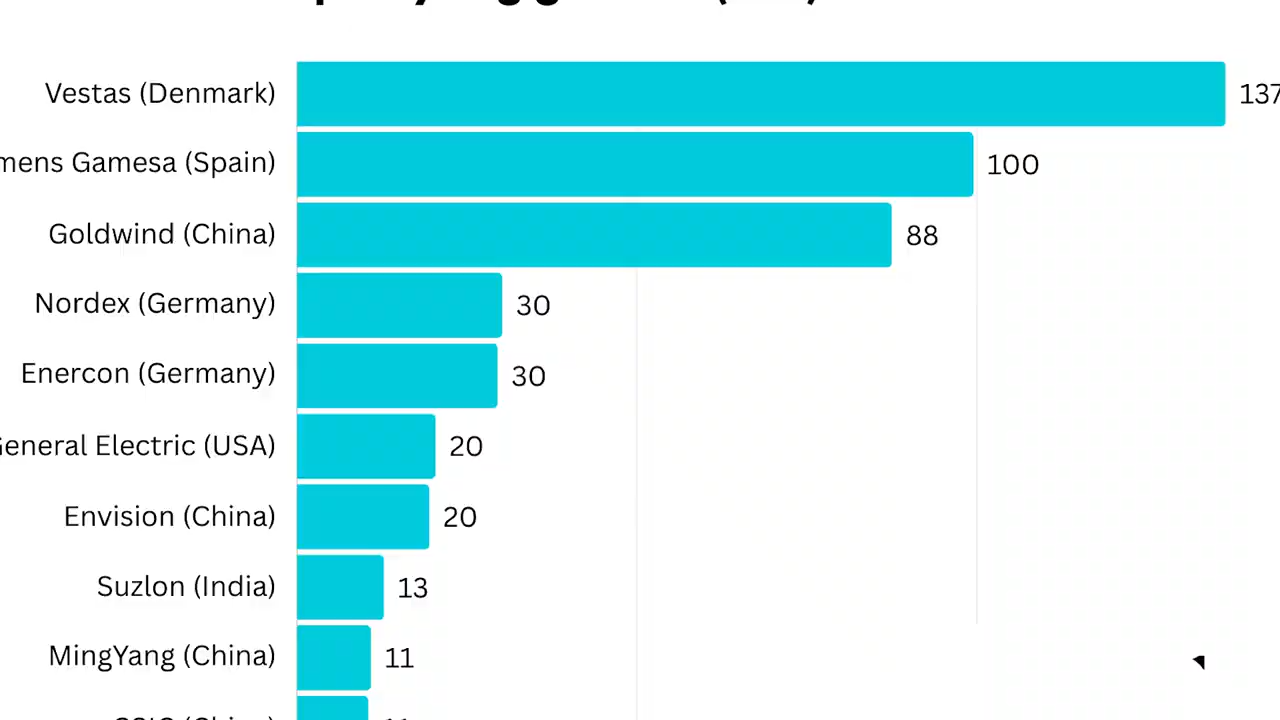 Vestas (Denmark) 137
mens Gamesa (Spain) 100
Goldwind (China) 88
Nordex (Germany) 30
Enercon (Germany) 30
General Electric (USA) 20
Envision (China) 20
Suzlon (India) 13
MingYang (China) 11